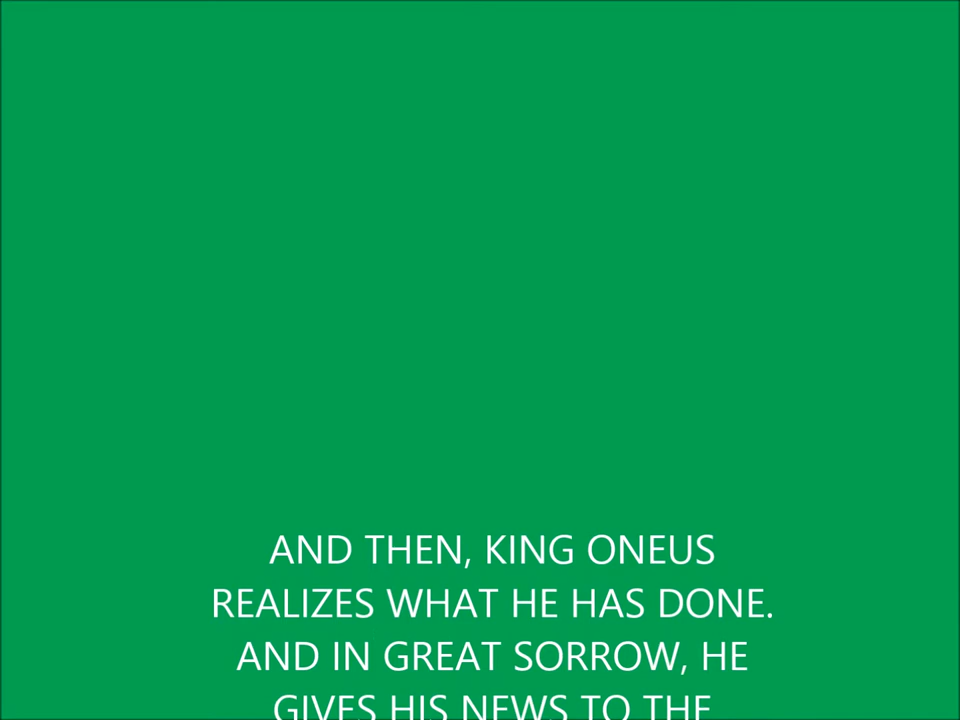 AND THEN, KING ONEUS
REALIZES WHAT HE HAS DONE.
AND IN GREAT SORROW, HE
GIVES HIS NEWS TO THE